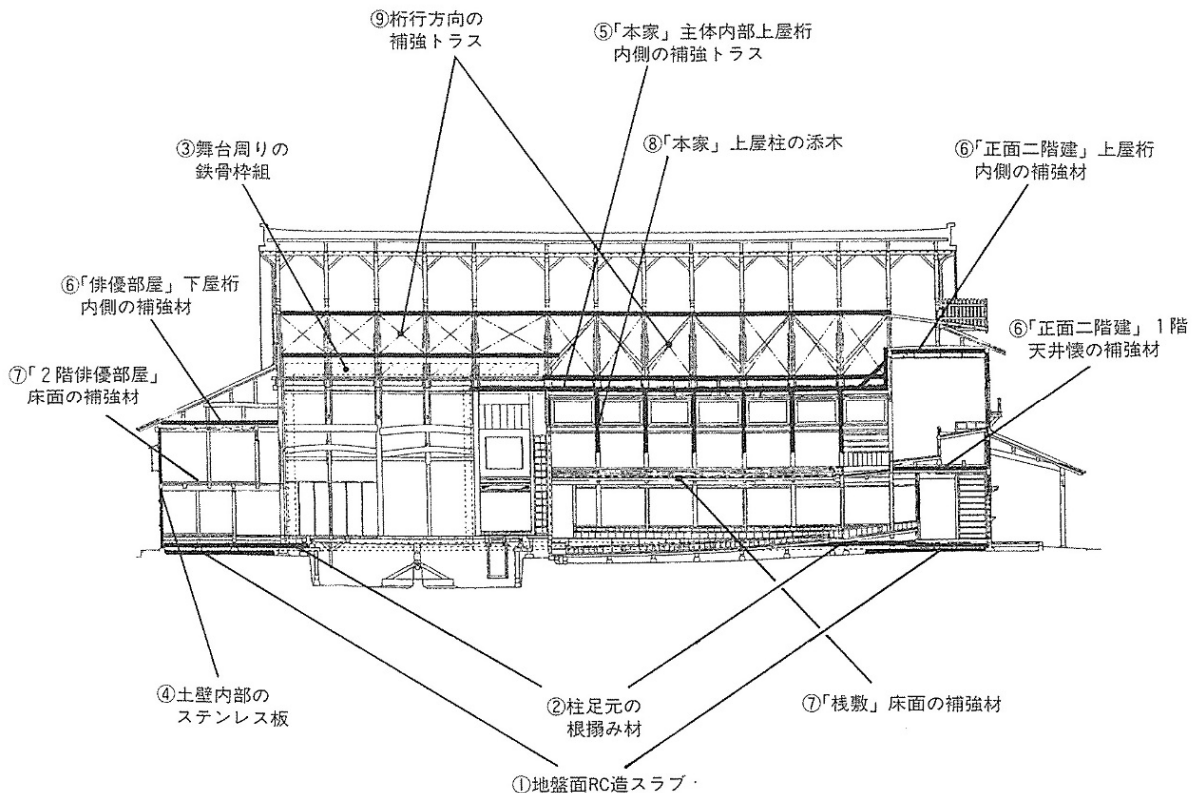 ⑨桁行方向の
補強トラス
⑤「本家」主体内部上屋桁
内側の補強トラス
③舞台周りの
鉄骨枠組
⑧「本家」上屋柱の添木
⑥「正面二階建」上屋桁
内側の補強材
⑥「俳優部屋」下屋桁
内側の補強材
⑥「正面二階建」1階
天井懐の補強材
⑦「2階俳優部屋」
床面の補強材
④土壁内部の
ステンレス板
②柱足元の
根搦み材
⑦「桟敷」床面の補強材
①地盤面RC造スラブ